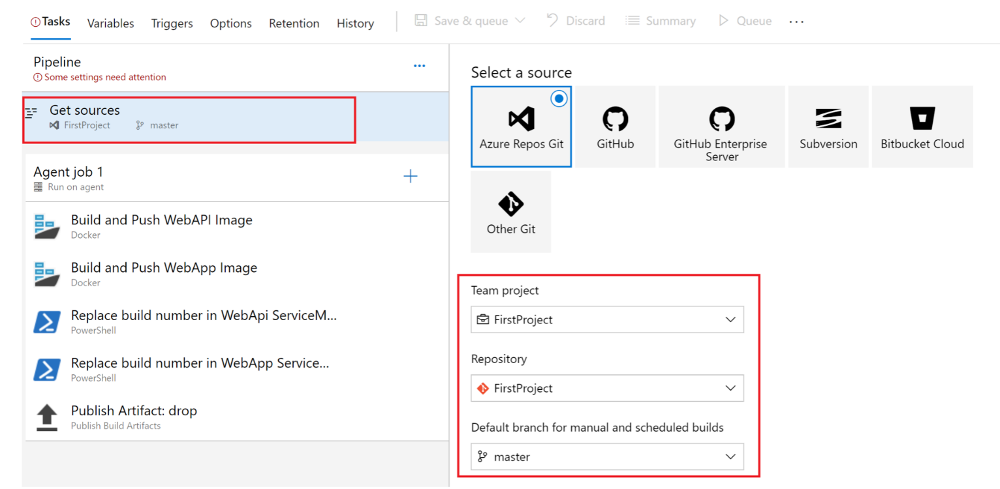 Tasks Variables Triggers Options Retention History Save & queue Discard Summary Queue ...
Pipeline ...
Some settings need attention
Get sources
FirstProject master
Agent job 1
Run on agent
Build and Push WebAPI Image
Docker
Build and Push WebApp Image
Docker
Replace build number in WebApi ServiceM...
PowerShell
Replace build number in WebApp Service...
PowerShell
Publish Artifact: drop
Publish Build Artifacts
Select a source
Azure Repos Git
GitHub
GitHub Enterprise
Server
Subversion
Bitbucket Cloud
Other Git
Team project
FirstProject
Repository
FirstProject
Default branch for manual and scheduled builds
master